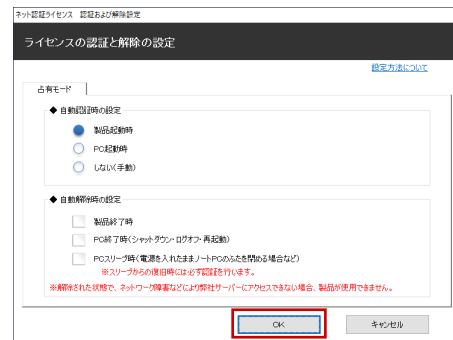 ネット認証ライセンス 認証および解除設定
ライセンスの認証と解除の設定
設定方法について
占有モード
◆ 自動認証時の設定
製品起動時
PC起動時
しない(手動)
◆ 自動解除時の設定
製品終了時
PC終了時(シャットダウン・ログオフ・再起動)
PCスリープ時(電源を入れたままノートPCのふたを閉める場合など)
※スリープからの復旧時には必ず認証を行います。
※解除された状態で、ネットワーク障害などにより弊社サーバーにアクセスできない場合、製品が使用できません。
OK
キャンセル